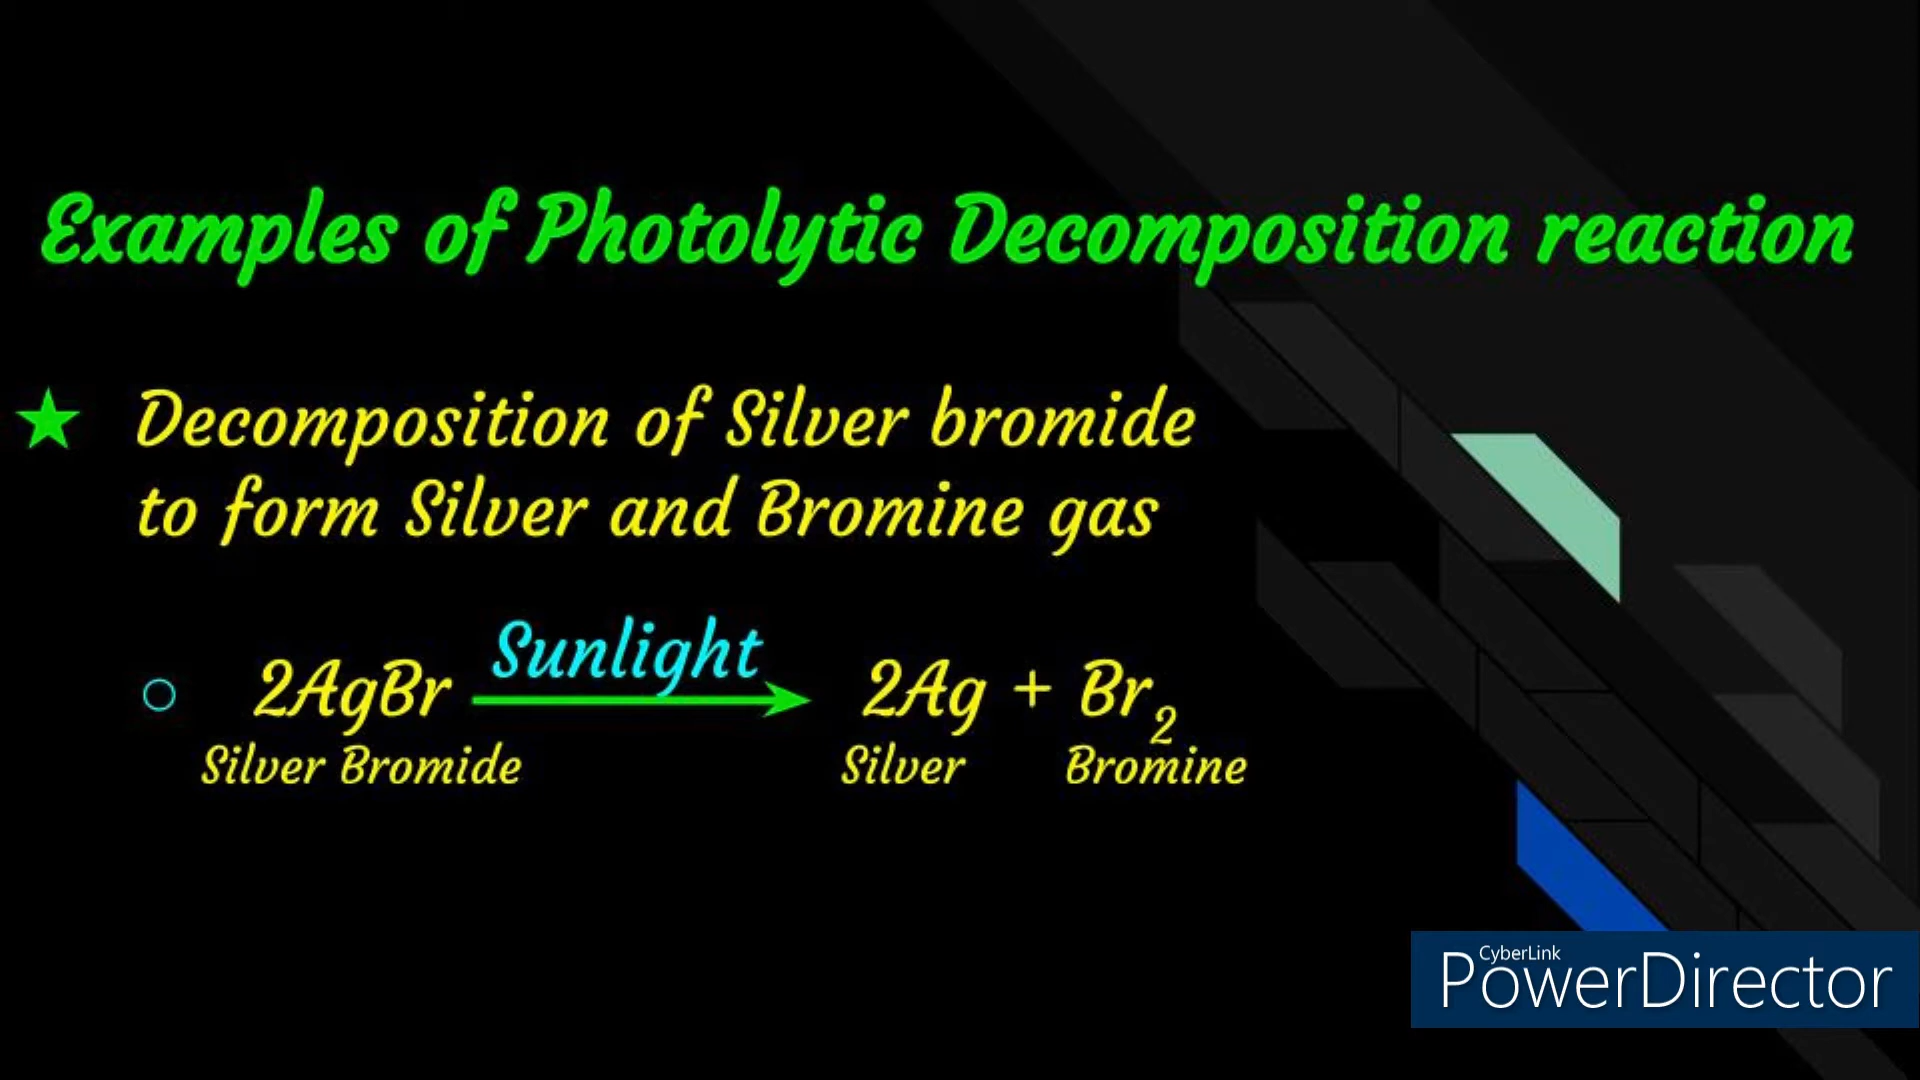 Examples of Photolytic Decomposition reaction
★ Decomposition of Silver bromide
to form Silver and Bromine gas
Sunlight
○ 2AgBr → 2Ag + Br₂
Silver Bromide Silver Bromine
CyberLink
PowerDirector